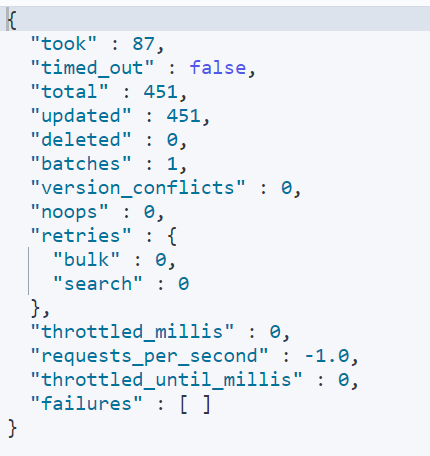 {
  "took" : 87,
  "timed_out" : false,
  "total" : 451,
  "updated" : 451,
  "deleted" : 0,
  "batches" : 1,
  "version_conflicts" : 0,
  "noops" : 0,
  "retries" : {
    "bulk" : 0,
    "search" : 0
  },
  "throttled_millis" : 0,
  "requests_per_second" : -1.0,
  "throttled_until_millis" : 0,
  "failures" : [ ]
}